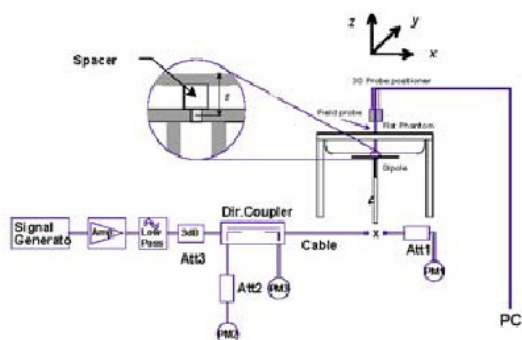 z
y
x
Spacer
3D Probe positioner
Field probe
Flat Phantom
Dipole
Dir.Coupler
Signal
Generato
Amp
Low
Pass
3dB
Cable
x
Att1
Att3
Att2
PM3
PM1
PM2
PC